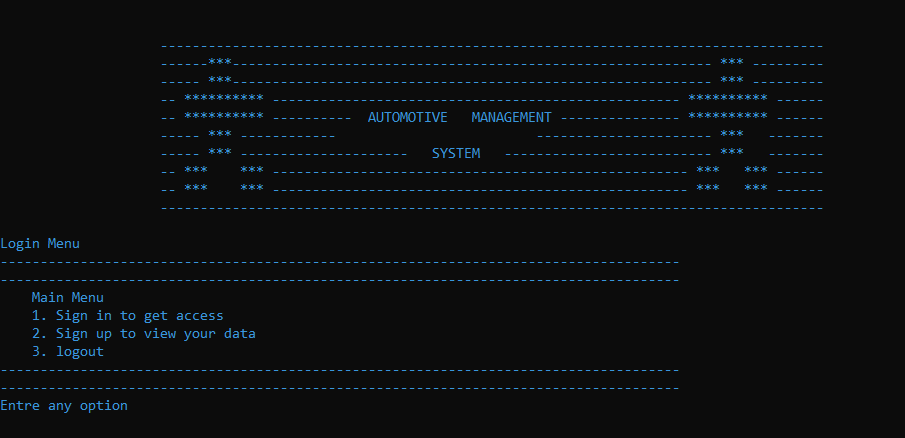 -----------------------------------------------------------------------------------
------***------------------------------------------------------------ *** ---------
----- ***------------------------------------------------------------ *** ---------
-- ********** --------------------------------------------------- ********** ------
-- ********** ----------  AUTOMOTIVE   MANAGEMENT --------------- ********** ------
----- *** ------------                         ---------------------- ***   -------
----- *** ---------------------   SYSTEM   -------------------------- ***   -------
-- ***    *** ---------------------------------------------------- ***   *** ------
-- ***    *** ---------------------------------------------------- ***   *** ------
-----------------------------------------------------------------------------------
Login Menu
-------------------------------------------------------------------------------------
-------------------------------------------------------------------------------------
    Main Menu
    1. Sign in to get access
    2. Sign up to view your data
    3. logout
-------------------------------------------------------------------------------------
-------------------------------------------------------------------------------------
Entre any option